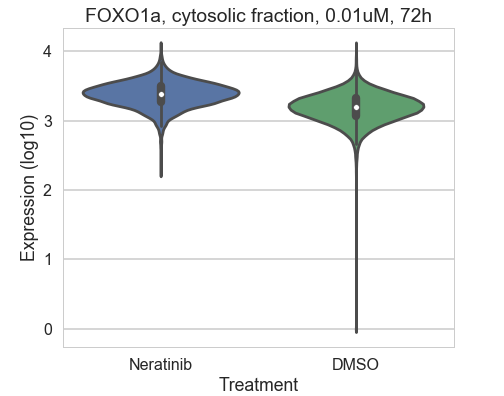 FOXO1a, cytosolic fraction, 0.01uM, 72h
4
3
2
1
0
Expression (log10)
Neratinib DMSO
Treatment